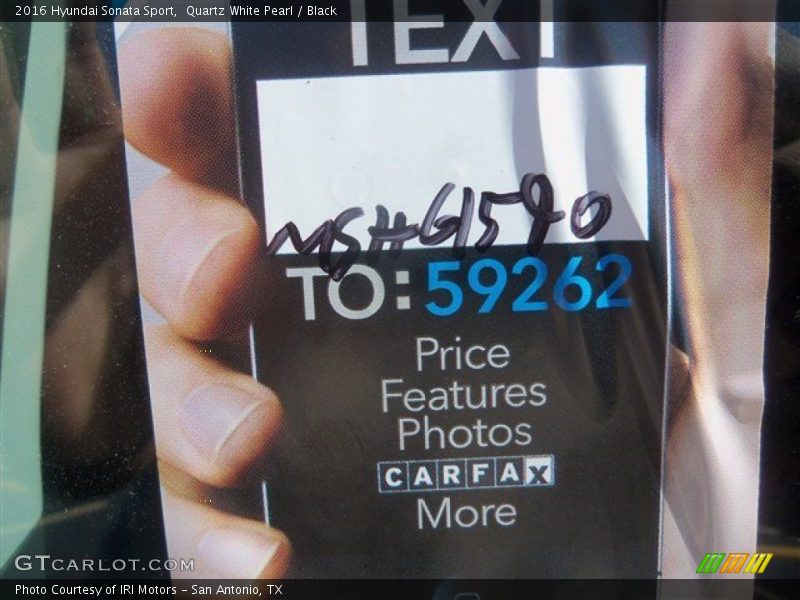 2016 Hyundai Sonata Sport,  Quartz White Pearl / Black
TEXT
MSH61590
TO: 59262
Price
Features
Photos
CARFAX
More
GTCARLOT.COM
Photo Courtesy of IRI Motors - San Antonio, TX